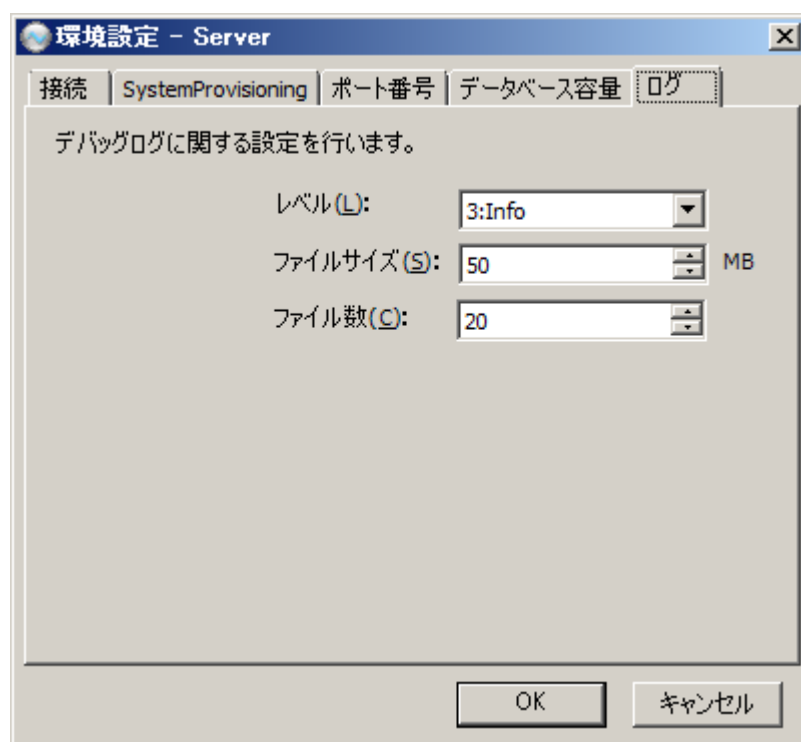 環境設定 - Server
接続 SystemProvisioning ポート番号 データベース容量 ログ
デバッグログに関する設定を行います。
レベル(L): 3:Info
ファイルサイズ(S): 50 MB
ファイル数(C): 20
OK キャンセル